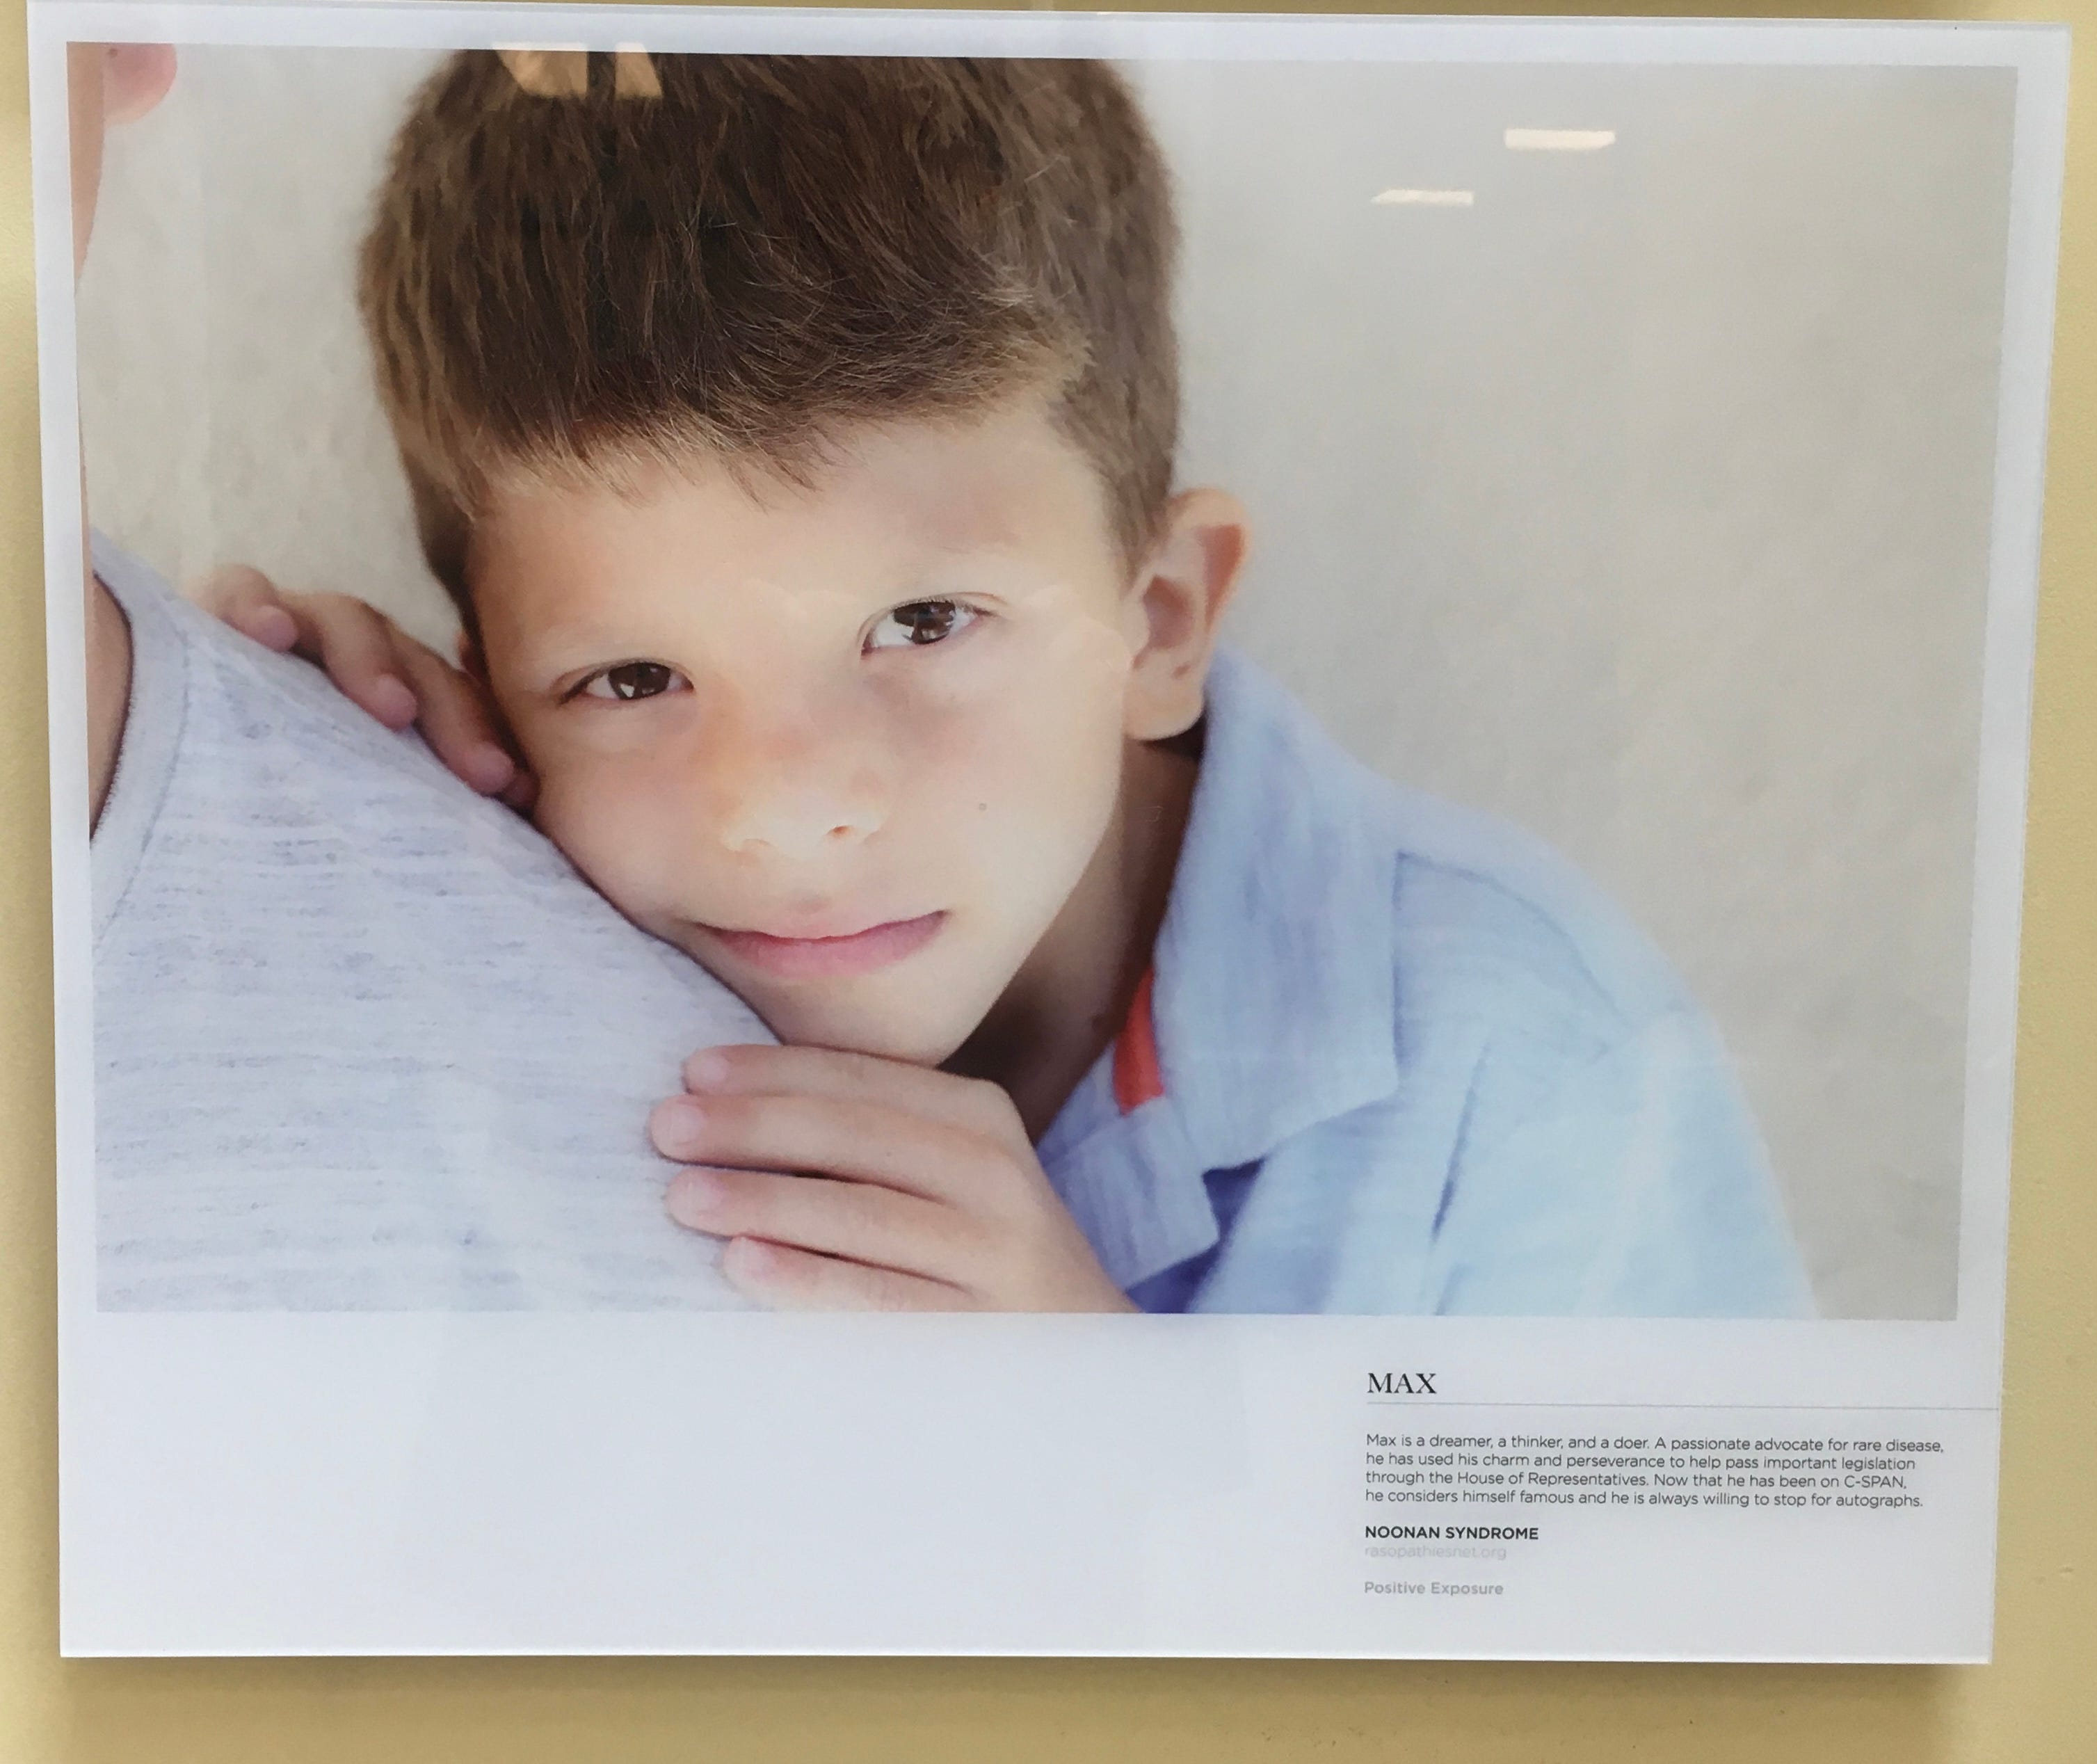 MAX
Max is a dreamer, a thinker, and a doer. A passionate advocate for rare disease,
he has used his charm and perseverance to help pass important legislation
through the House of Representatives. Now that he has been on C-SPAN,
he considers himself famous and he is always willing to stop for autographs.
NOONAN SYNDROME
rasopathiesnet.org
Positive Exposure